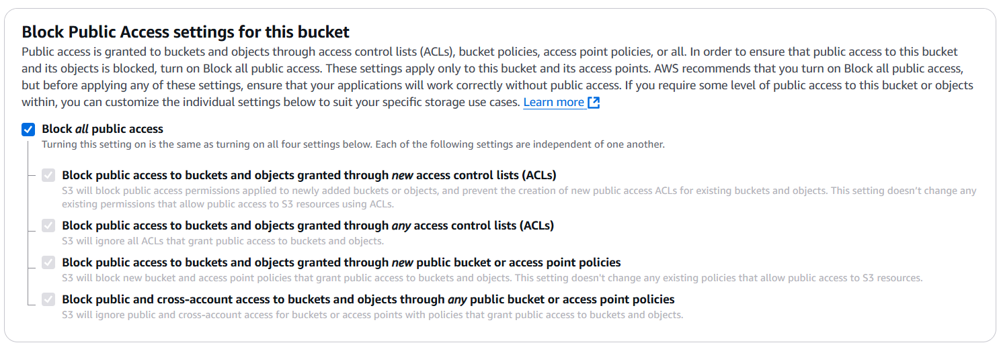 Block Public Access settings for this bucket
Public access is granted to buckets and objects through access control lists (ACLs), bucket policies, access point policies, or all. In order to ensure that public access to this bucket
and its objects is blocked, turn on Block all public access. These settings apply only to this bucket and its access points. AWS recommends that you turn on Block all public access,
but before applying any of these settings, ensure that your applications will work correctly without public access. If you require some level of public access to this bucket or objects
within, you can customize the individual settings below to suit your specific storage use cases. Learn more
Block all public access
Turning this setting on is the same as turning on all four settings below. Each of the following settings are independent of one another.
Block public access to buckets and objects granted through new access control lists (ACLs)
S3 will block public access permissions applied to newly added buckets or objects, and prevent the creation of new public access ACLs for existing buckets and objects. This setting doesn't change any
existing permissions that allow public access to S3 resources using ACLs.
Block public access to buckets and objects granted through any access control lists (ACLs)
S3 will ignore all ACLs that grant public access to buckets and objects.
Block public access to buckets and objects granted through new public bucket or access point policies
S3 will block new bucket and access point policies that grant public access to buckets and objects. This setting doesn't change any existing policies that allow public access to S3 resources.
Block public and cross-account access to buckets and objects through any public bucket or access point policies
S3 will ignore public and cross-account access for buckets or access points with policies that grant public access to buckets and objects.